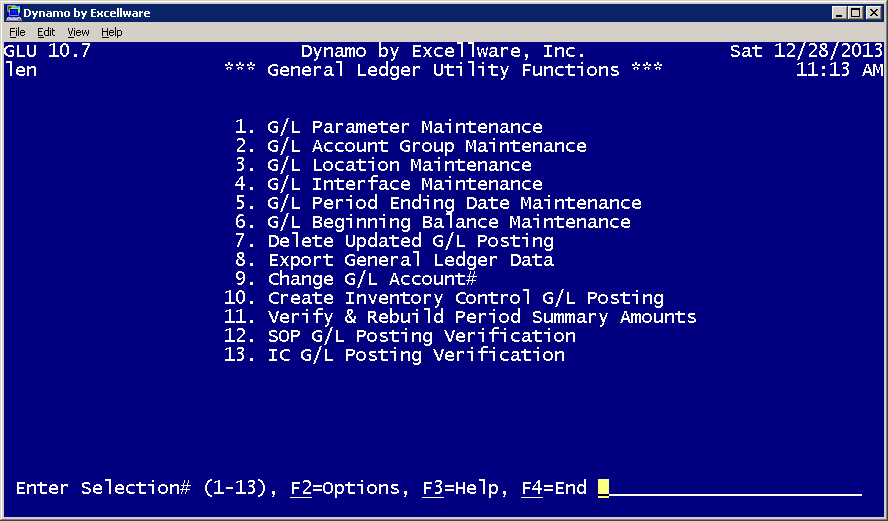 Dynamo by Excellware
File Edit View Help
GLU 10.7 Dynamo by Excellware, Inc. Sat 12/28/2013
len *** General Ledger Utility Functions *** 11:13 AM
1. G/L Parameter Maintenance
2. G/L Account Group Maintenance
3. G/L Location Maintenance
4. G/L Interface Maintenance
5. G/L Period Ending Date Maintenance
6. G/L Beginning Balance Maintenance
7. Delete Updated G/L Posting
8. Export General Ledger Data
9. Change G/L Account#
10. Create Inventory Control G/L Posting
11. Verify & Rebuild Period Summary Amounts
12. SOP G/L Posting Verification
13. IC G/L Posting Verification
Enter Selection# (1-13), F2=Options, F3=Help, F4=End